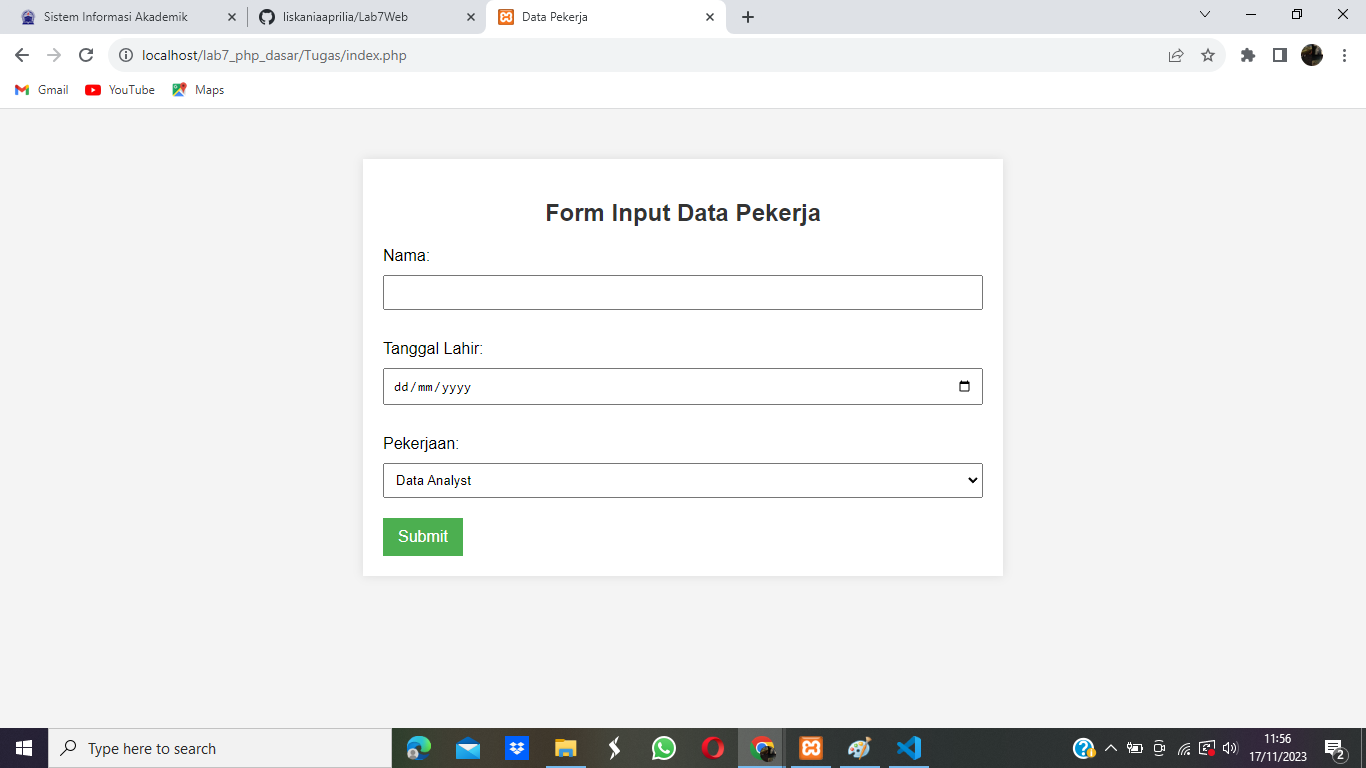 Sistem Informasi Akademik
liskaniaaprilia/Lab7Web
Data Pekerja
localhost/lab7_php_dasar/Tugas/index.php
Gmail
YouTube
Maps
Form Input Data Pekerja
Nama:
Tanggal Lahir:
dd/mm/yyyy
Pekerjaan:
Data Analyst
Submit
Type here to search
11:56
17/11/2023
2